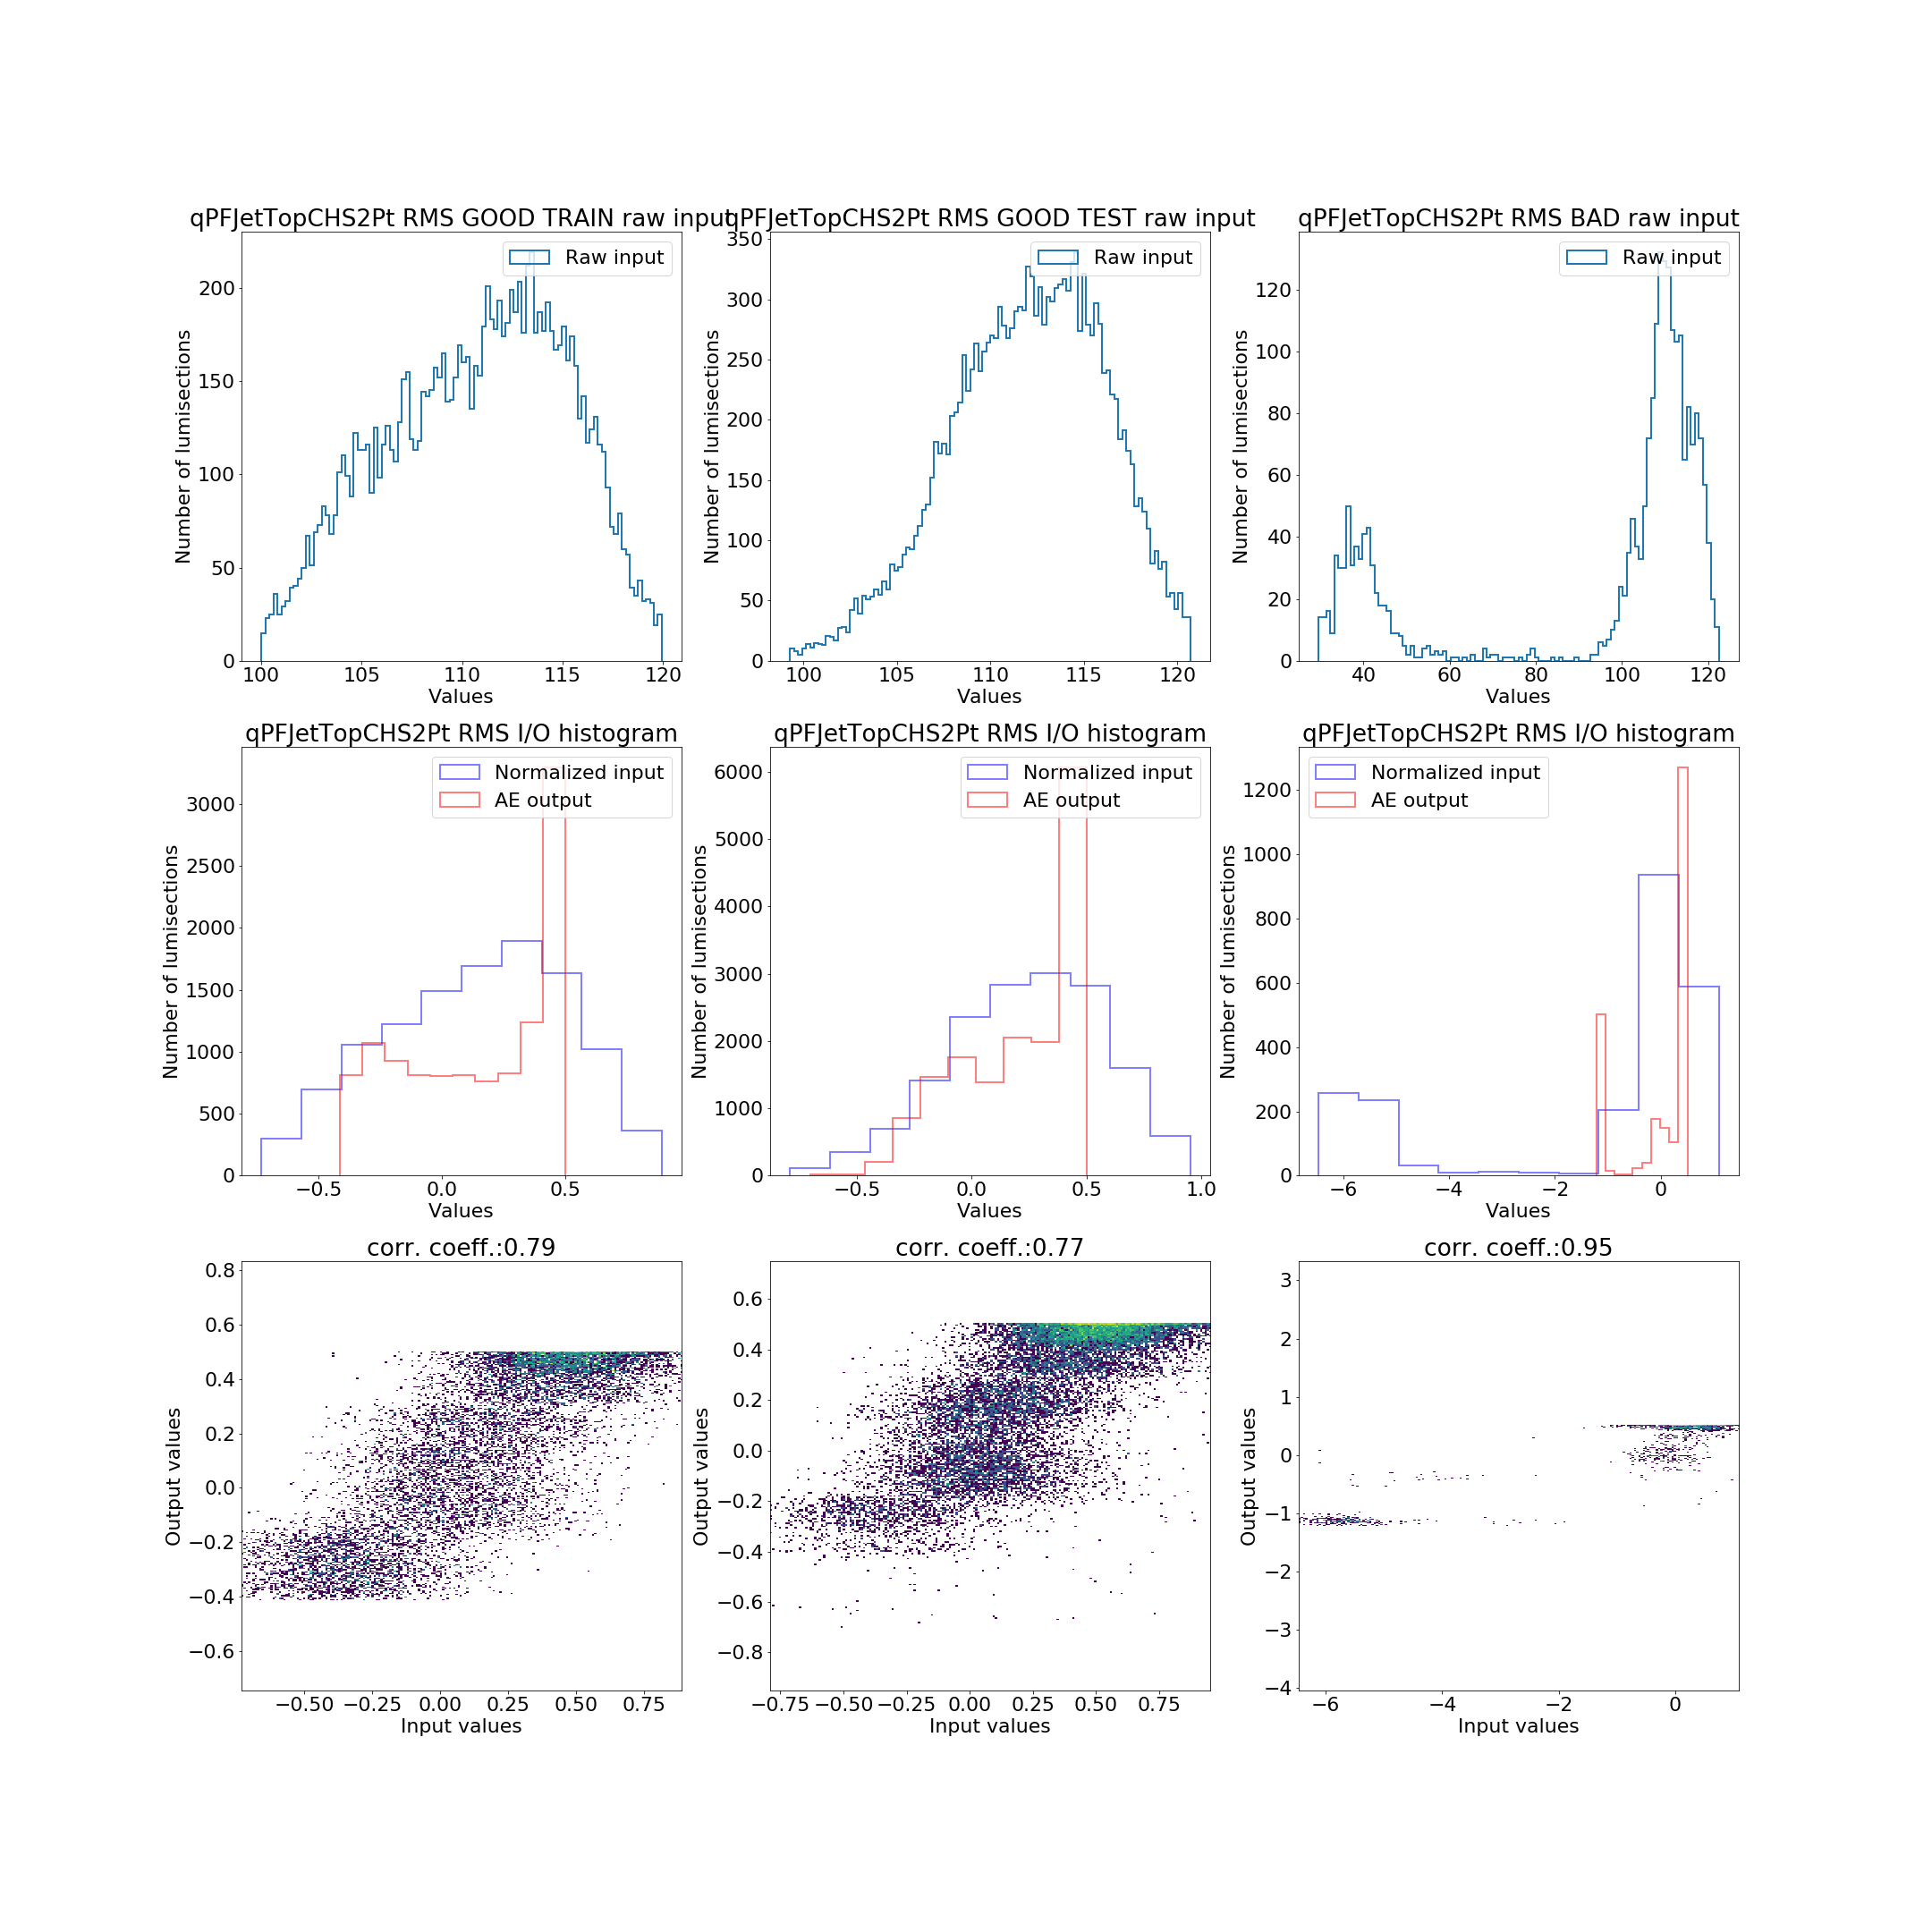 qPFJetTopCHS2Pt RMS GOOD TRAIN raw input
qPFJetTopCHS2Pt RMS GOOD TEST raw input
qPFJetTopCHS2Pt RMS BAD raw input
Raw input
Number of lumisections
200
150
100
50
0
100 105 110 115 120
Values
Raw input
Number of lumisections
350
300
250
200
150
100
50
0
100 105 110 115 120
Values
Raw input
Number of lumisections
120
100
80
60
40
20
0
40 60 80 100 120
Values
qPFJetTopCHS2Pt RMS I/O histogram
Normalized input
AE output
Number of lumisections
3000
2500
2000
1500
1000
500
0
−0.5 0.0 0.5
Values
qPFJetTopCHS2Pt RMS I/O histogram
Normalized input
AE output
Number of lumisections
6000
5000
4000
3000
2000
1000
0
−0.5 0.0 0.5 1.0
Values
qPFJetTopCHS2Pt RMS I/O histogram
Normalized input
AE output
Number of lumisections
1200
1000
800
600
400
200
0
−6 −4 −2 0
Values
corr. coeff.:0.79
Output values
0.8
0.6
0.4
0.2
0.0
−0.2
−0.4
−0.6
−0.50 −0.25 0.00 0.25 0.50 0.75
Input values
corr. coeff.:0.77
Output values
0.6
0.4
0.2
0.0
−0.2
−0.4
−0.6
−0.8
−0.75 −0.50 −0.25 0.00 0.25 0.50 0.75
Input values
corr. coeff.:0.95
Output values
3
2
1
0
−1
−2
−3
−4
−6 −4 −2 0
Input values